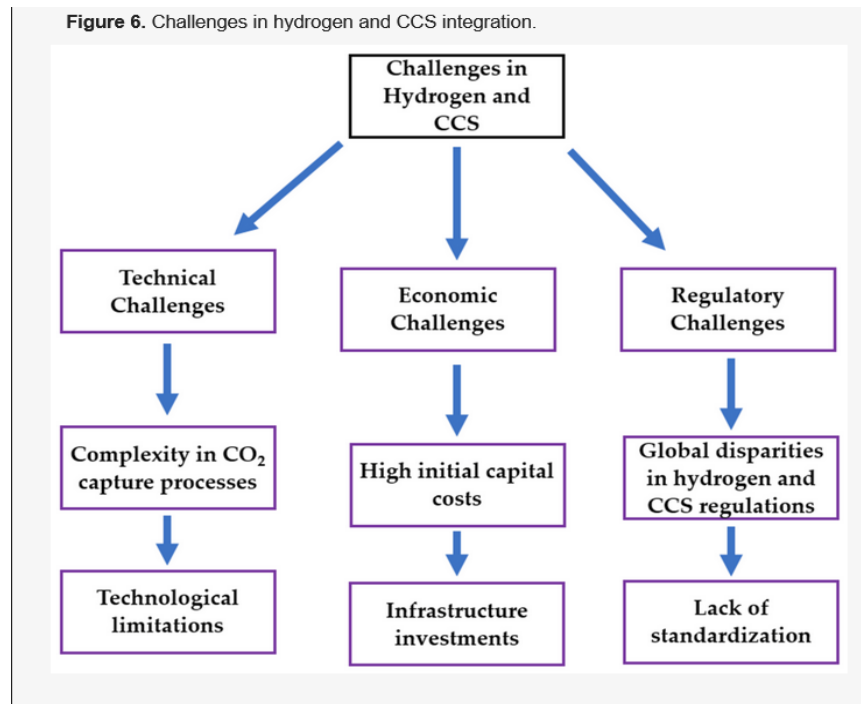 Figure 6. Challenges in hydrogen and CCS integration.
Challenges in
Hydrogen and
CCS
Technical
Challenges
Economic
Challenges
Regulatory
Challenges
Complexity in CO₂
capture processes
High initial capital
costs
Global disparities
in hydrogen and
CCS regulations
Technological
limitations
Infrastructure
investments
Lack of
standardization